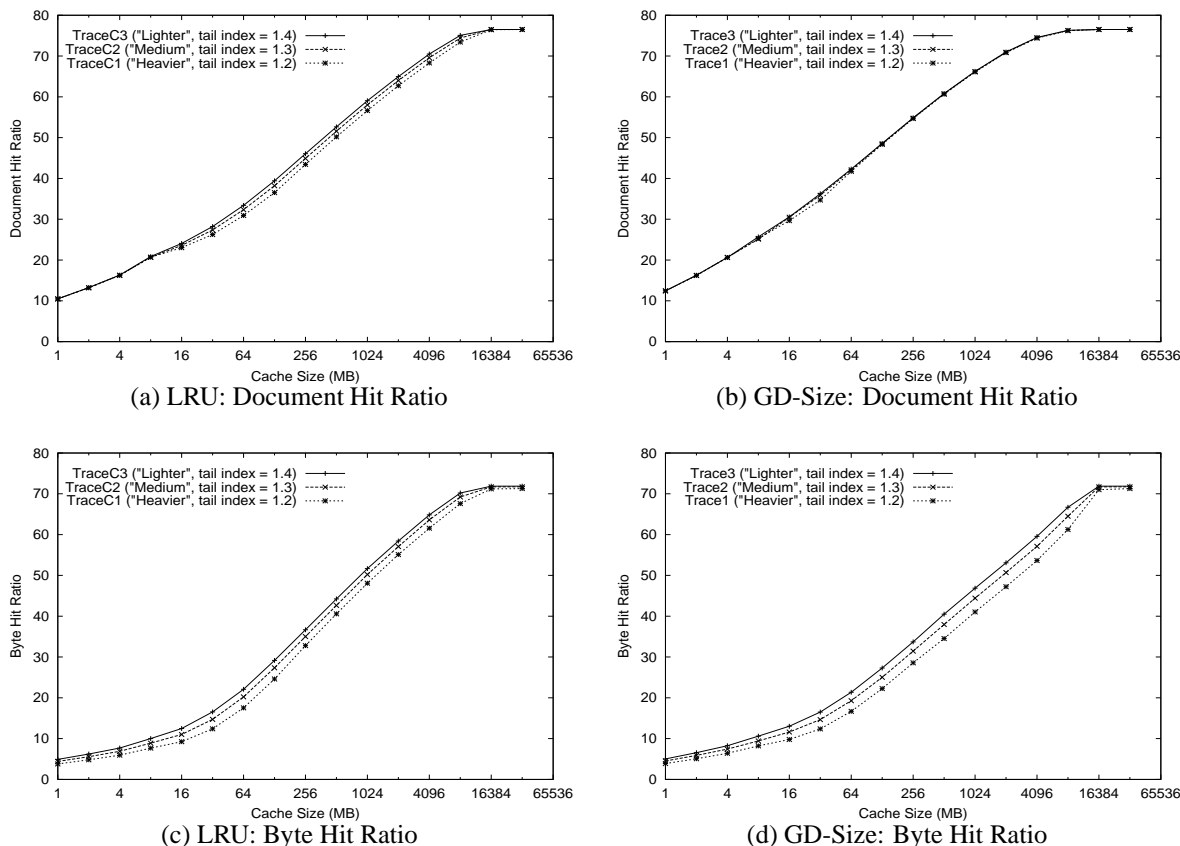 80
70
60
50
40
30
20
10
0
Document Hit Ratio
TraceC3 ("Lighter", tail index = 1.4)
TraceC2 ("Medium", tail index = 1.3)
TraceC1 ("Heavier", tail index = 1.2)
1 4 16 64 256 1024 4096 16384 65536
Cache Size (MB)
(a) LRU: Document Hit Ratio
80
70
60
50
40
30
20
10
0
Document Hit Ratio
Trace3 ("Lighter", tail index = 1.4)
Trace2 ("Medium", tail index = 1.3)
Trace1 ("Heavier", tail index = 1.2)
1 4 16 64 256 1024 4096 16384 65536
Cache Size (MB)
(b) GD-Size: Document Hit Ratio
80
70
60
50
40
30
20
10
0
Byte Hit Ratio
TraceC3 ("Lighter", tail index = 1.4)
TraceC2 ("Medium", tail index = 1.3)
TraceC1 ("Heavier", tail index = 1.2)
1 4 16 64 256 1024 4096 16384 65536
Cache Size (MB)
(c) LRU: Byte Hit Ratio
80
70
60
50
40
30
20
10
0
Byte Hit Ratio
Trace3 ("Lighter", tail index = 1.4)
Trace2 ("Medium", tail index = 1.3)
Trace1 ("Heavier", tail index = 1.2)
1 4 16 64 256 1024 4096 16384 65536
Cache Size (MB)
(d) GD-Size: Byte Hit Ratio